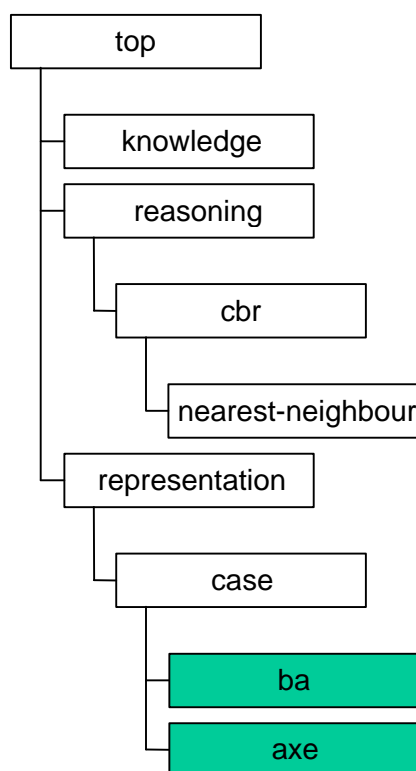 top
knowledge
reasoning
cbr
nearest-neighbour
representation
case
ba
axe